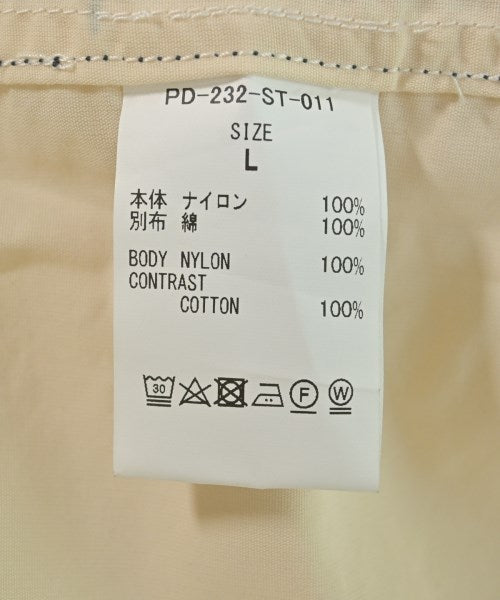 PD-232-ST-011
SIZE
L
本体 ナイロン 100%
別布 綿 100%
BODY NYLON 100%
CONTRAST
COTTON 100%
30 F W